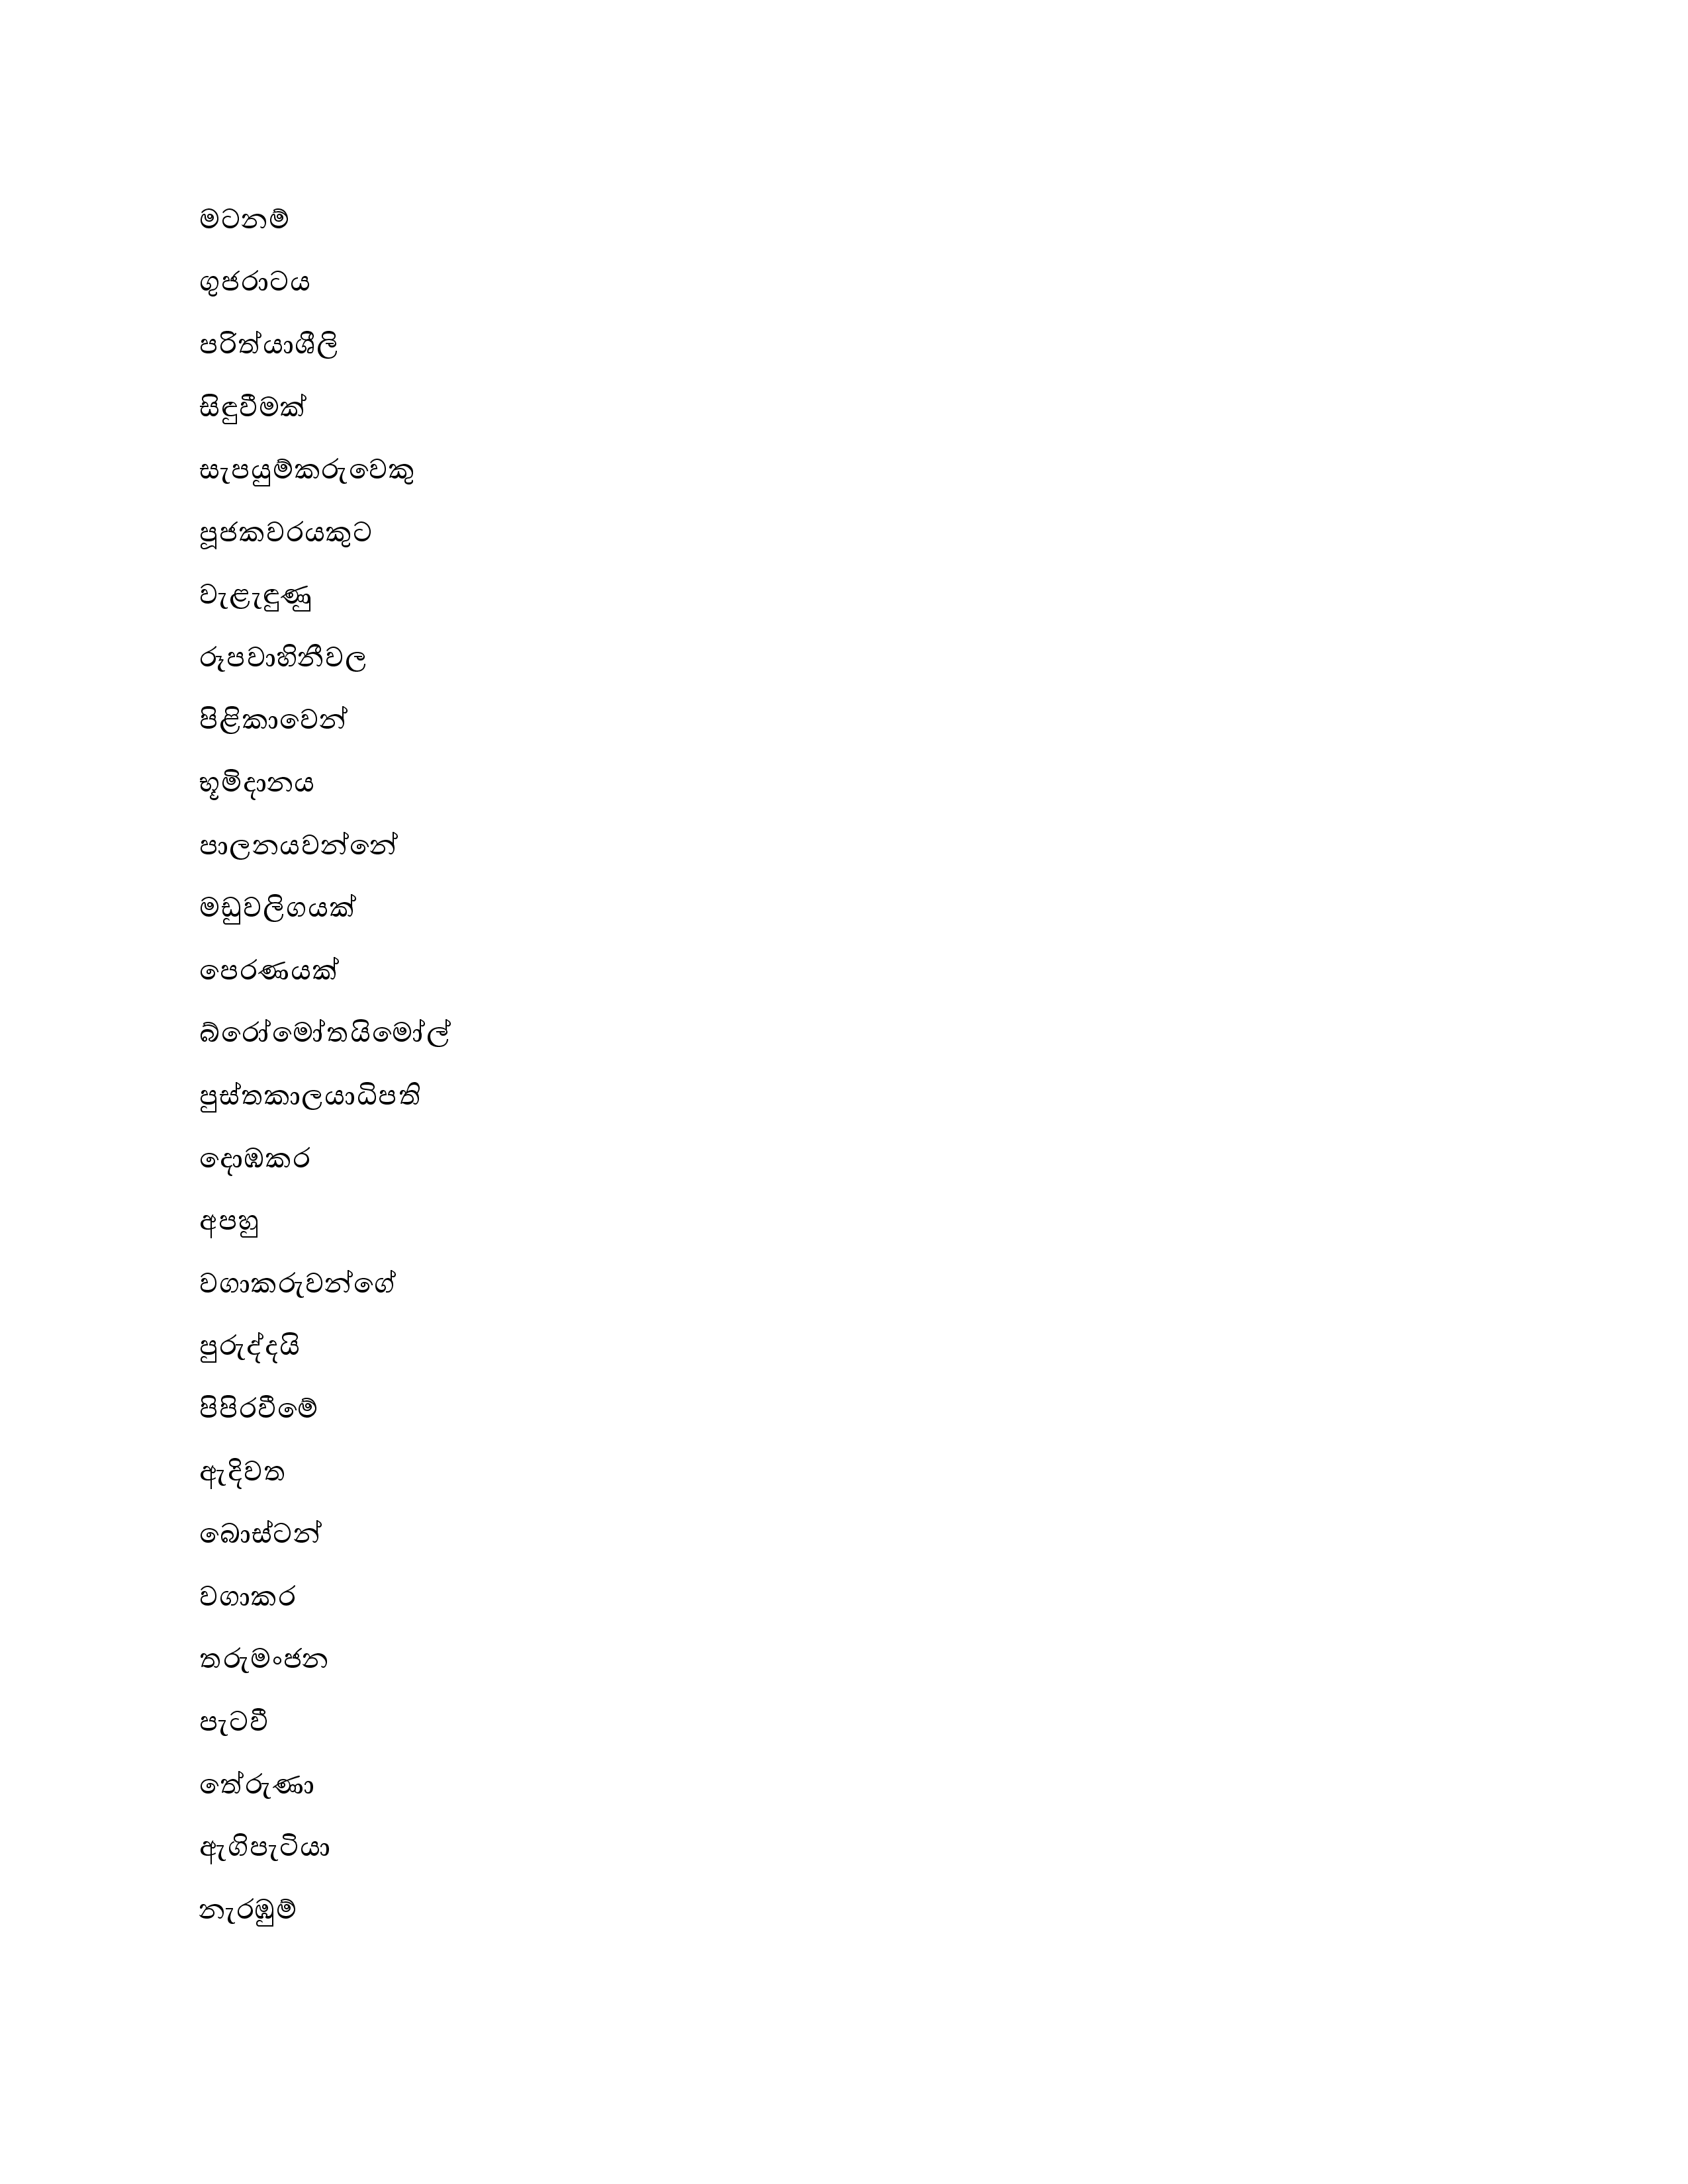 මටනම්
ගුජරාටය
පරිත්යාශීලි
සිඳුවීමක්
සැපයුම්කරුවෙකු
පූජකවරයකුට
වැළැඳුණු
රූපවාහිනීවල
පිළිකාවෙන්
භූමිදානය
පාලනයවන්නේ
මඩුවලිගයක්
පෙරණයක්
බ්රෝමෝතයිමෝල්
පුස්තකාලයාධිපති
දොඹකර
අපහු
වගාකරුවන්ගේ
පුරුද්දයි
පිපිරවීමේ
ඇදිවත
බොස්ටන්
වගාකර
තරුමංජන
පැටවී
තේරුණා
ඇගිපැටියා
නැරඹුම්